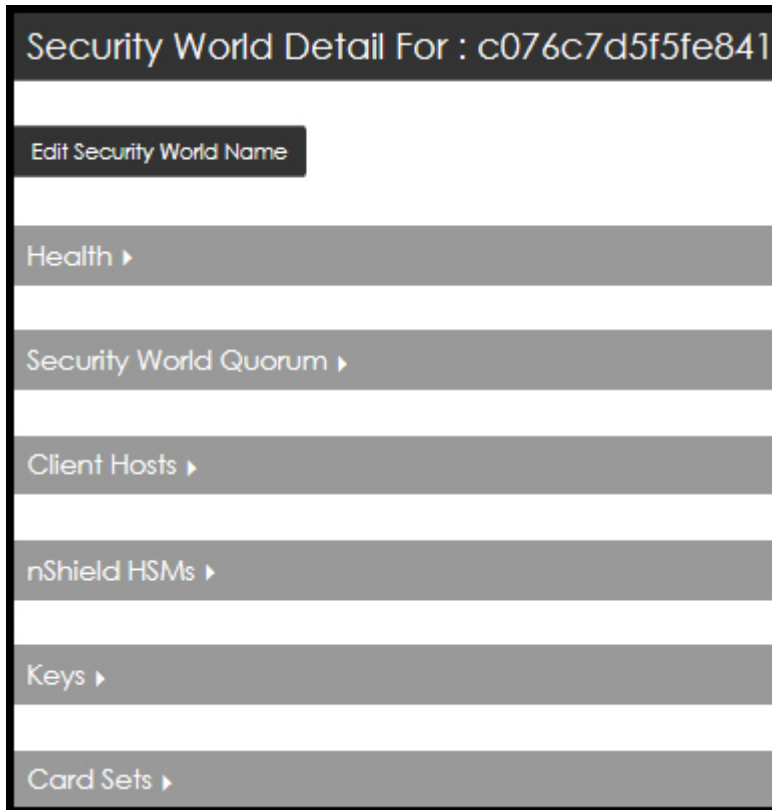 Security World Detail For : c076c7d5f5fe841
Edit Security World Name
Health
Security World Quorum
Client Hosts
nShield HSMs
Keys
Card Sets